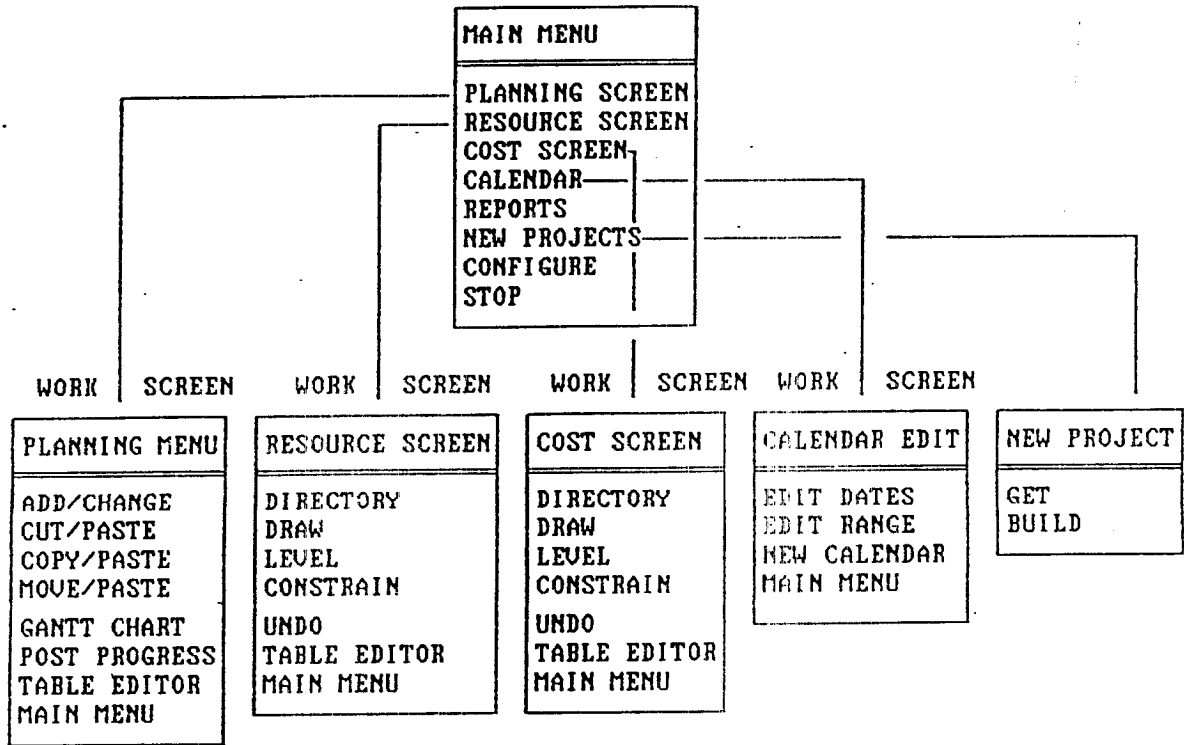 MAIN MENU
PLANNING SCREEN
RESOURCE SCREEN
COST SCREEN
CALENDAR
REPORTS
NEW PROJECTS
CONFIGURE
STOP
WORK SCREEN
PLANNING MENU
ADD/CHANGE
CUT/PASTE
COPY/PASTE
MOVE/PASTE
GANTT CHART
POST PROGRESS
TABLE EDITOR
MAIN MENU
WORK SCREEN
RESOURCE SCREEN
DIRECTORY
DRAW
LEVEL
CONSTRAIN
UNDO
TABLE EDITOR
MAIN MENU
WORK SCREEN
COST SCREEN
DIRECTORY
DRAW
LEVEL
CONSTRAIN
UNDO
TABLE EDITOR
MAIN MENU
WORK SCREEN
CALENDAR EDIT
EDIT DATES
EDIT RANGE
NEW CALENDAR
MAIN MENU
NEW PROJECT
GET
BUILD